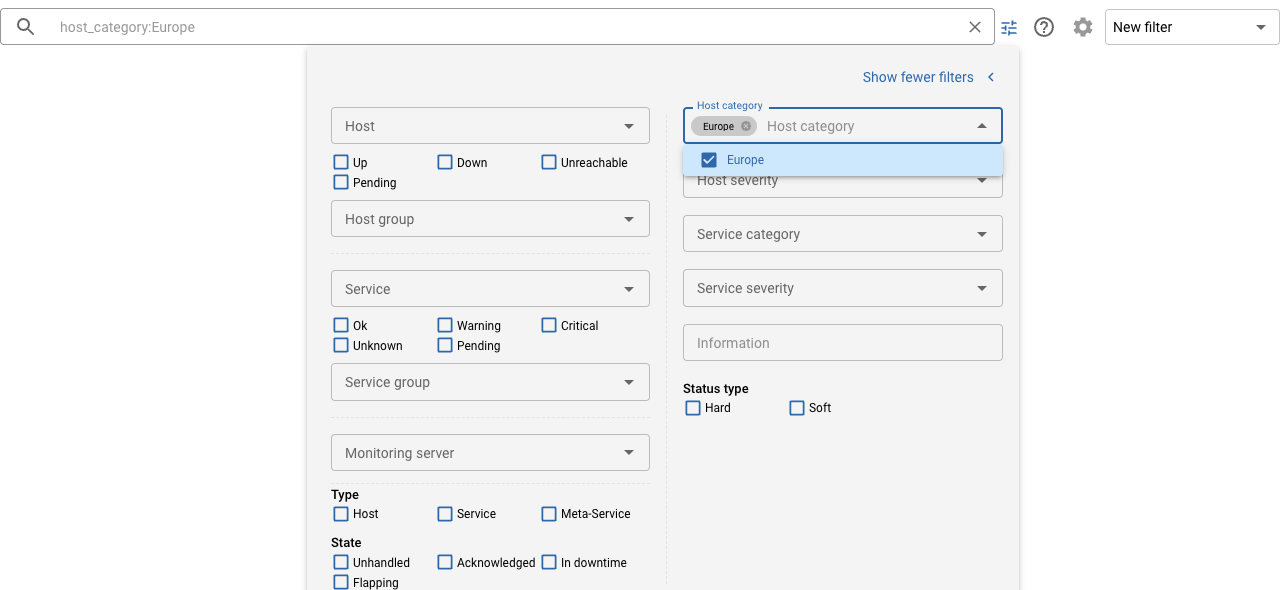 host_category:Europe
New filter
Show fewer filters
Host
Up Down Unreachable
Pending
Host group
Service
Ok Warning Critical
Unknown Pending
Service group
Monitoring server
Type
Host Service Meta-Service
State
Unhandled Acknowledged In downtime
Flapping
Host category
Europe Host category
Europe
Host severity
Service category
Service severity
Information
Status type
Hard Soft